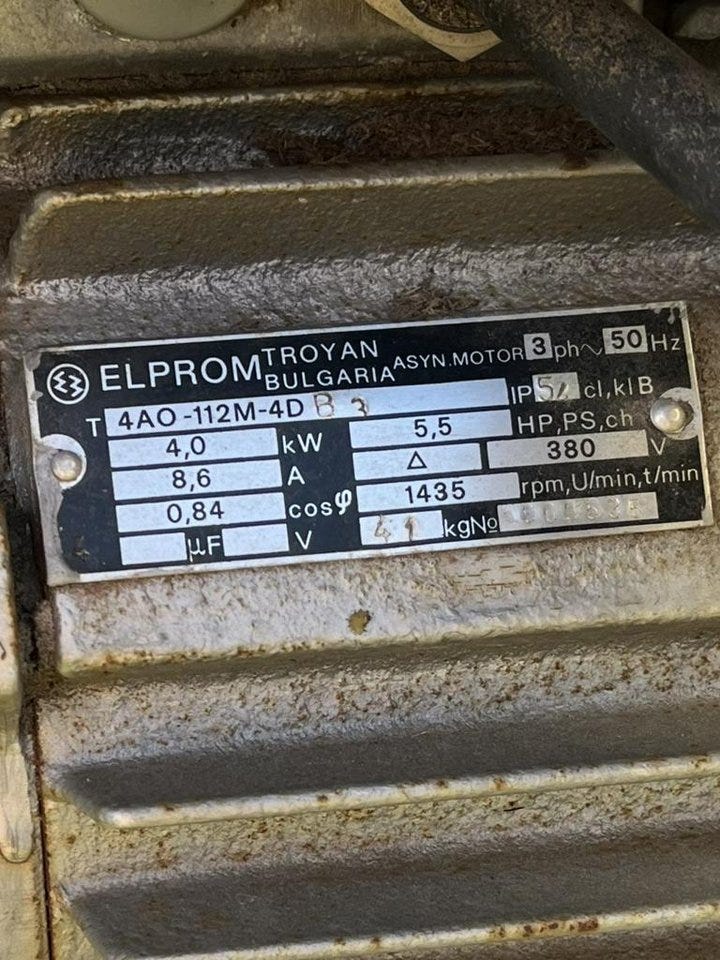 ELPROM TROYAN BULGARIA ASYN.MOTOR 3 ph~ 50 Hz
T 4AO-112M-4D B3 IP 54 cl,kl B
4,0 kW 5,5 HP,PS,ch
8,6 A Δ 380 V
0,84 cosφ 1435 rpm,U/min,t/min
μF V 41 kg№